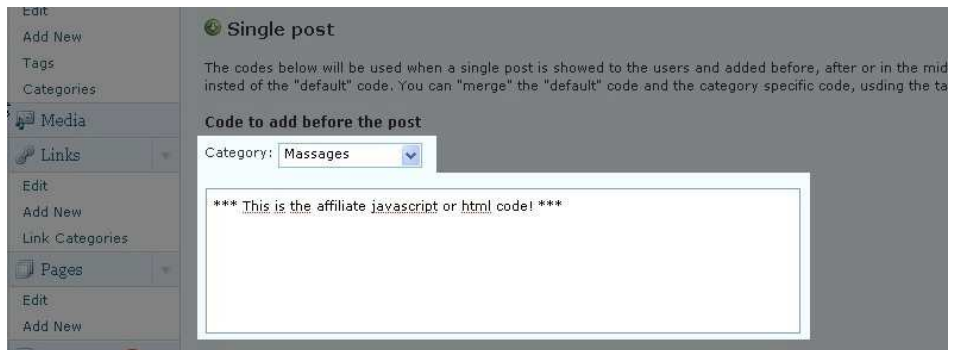 Edit
Add New
Tags
Categories
Media
Links
Edit
Add New
Link Categories
Pages
Edit
Add New
Single post
The codes below will be used when a single post is showed to the users and added before, after or in the mid
insted of the "default" code. You can "merge" the "default" code and the category specific code, usding the ta
Code to add before the post
Category: Massages
*** This is the affiliate javascript or html code! ***